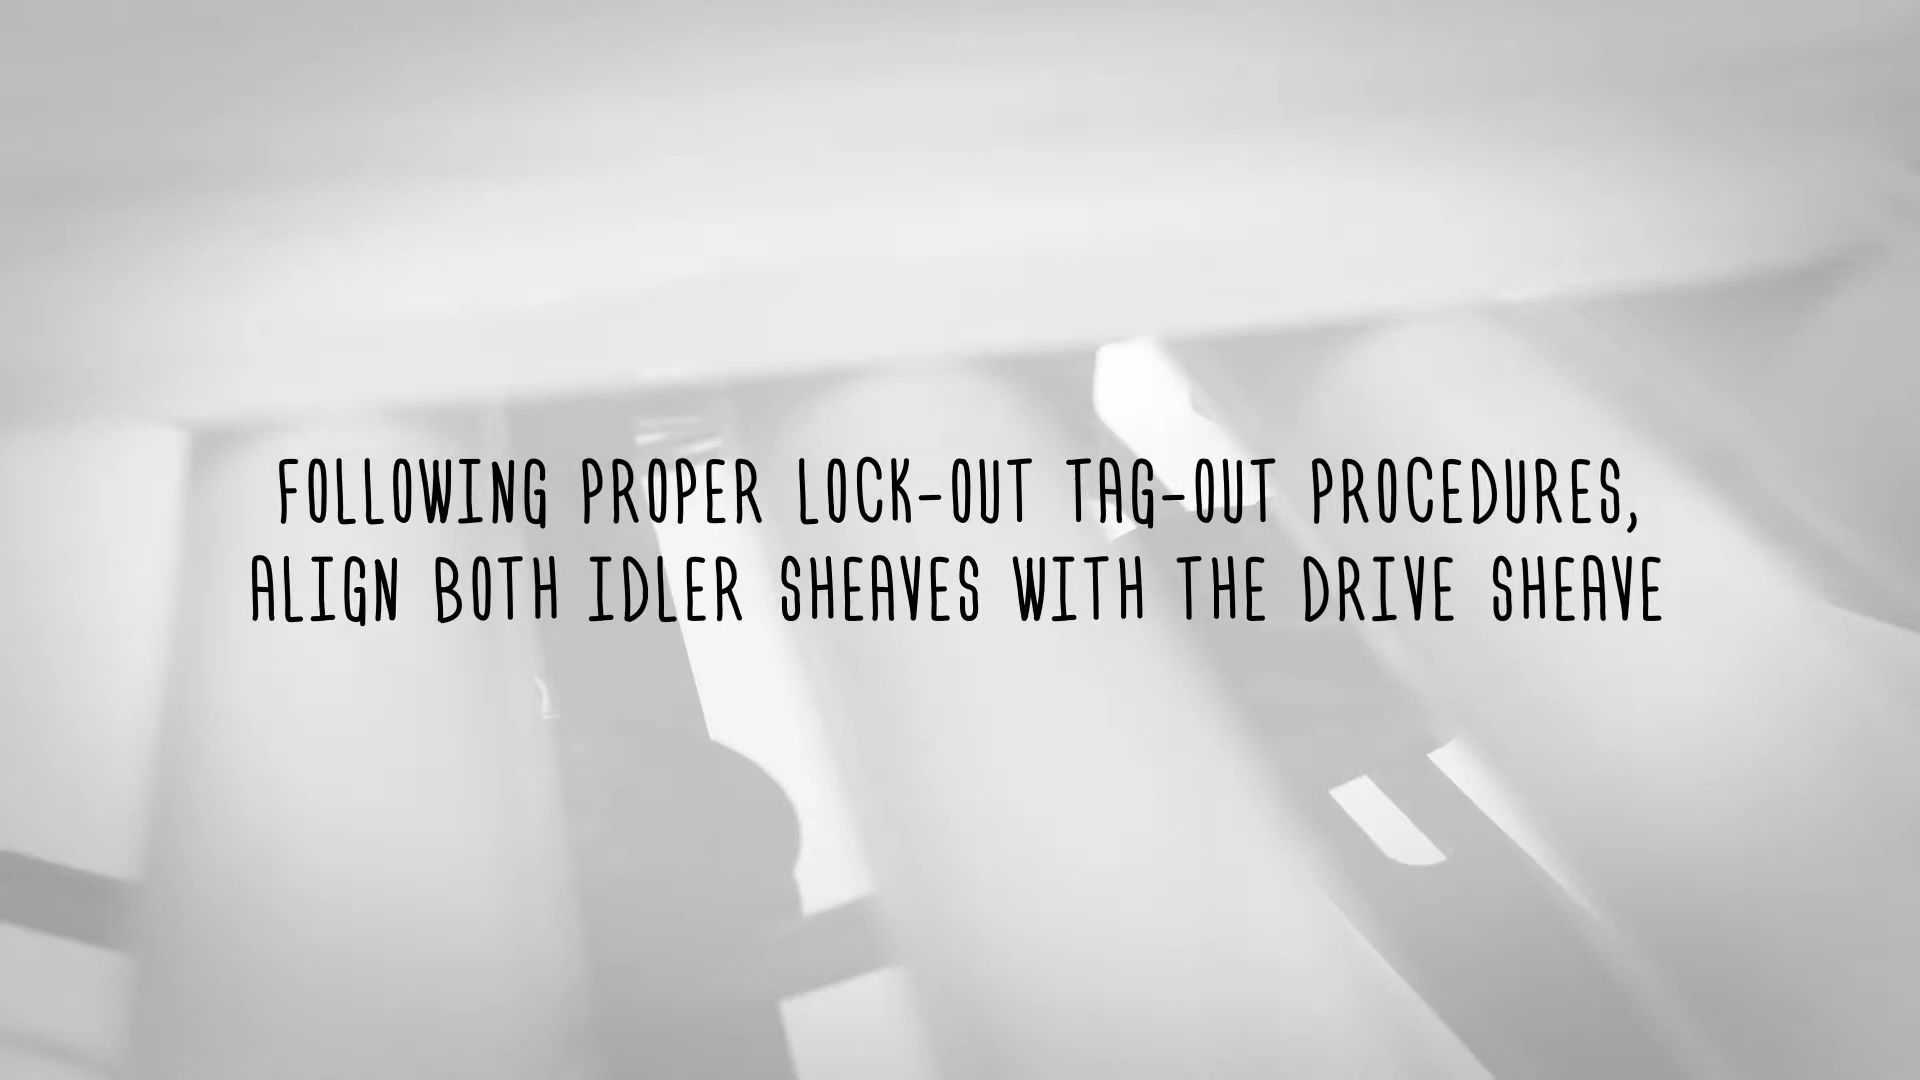 FOLLOWING PROPER LOCK-OUT TAG-OUT PROCEDURES,
ALIGN BOTH IDLER SHEAVES WITH THE DRIVE SHEAVE